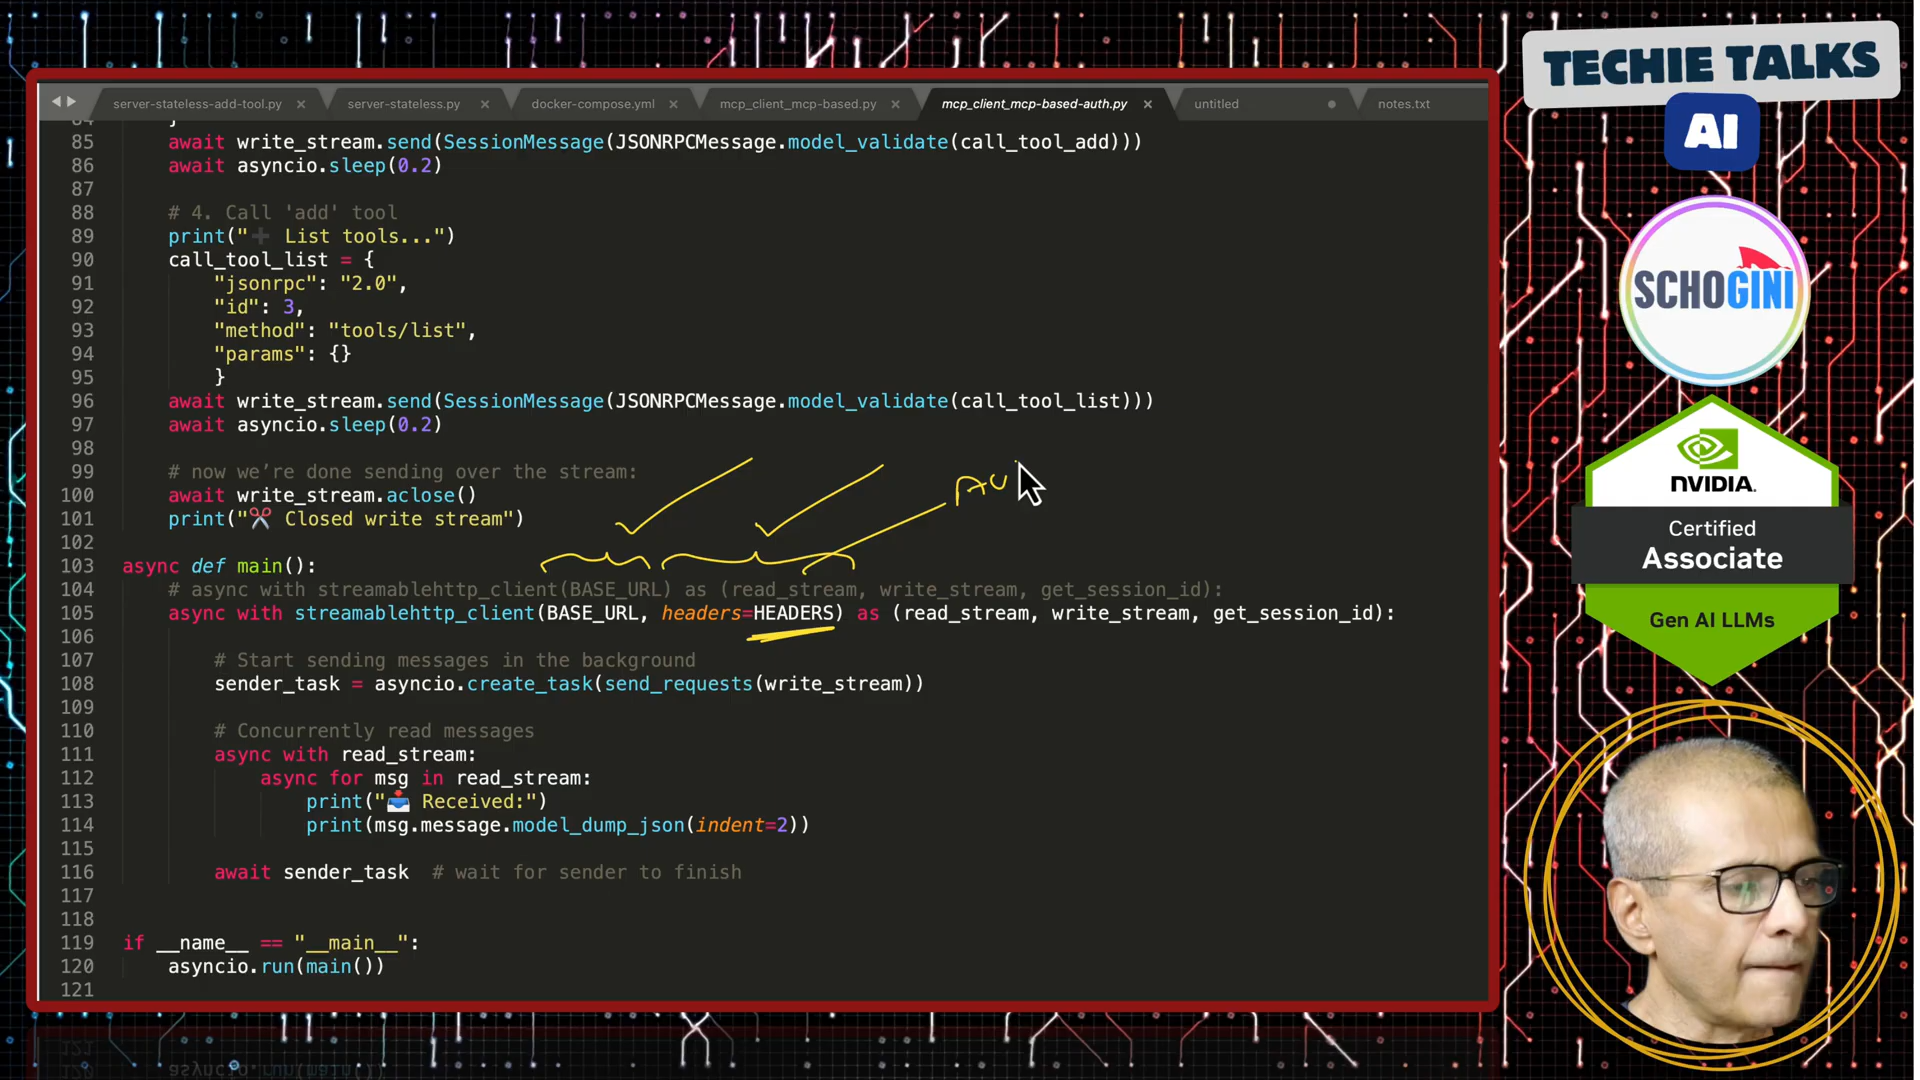 TECHIE TALKS
AI
SCHOGINI
NVIDIA.
Certified
Associate
Gen AI LLMs
server-stateless-add-tool.py × server-stateless.py × docker-compose.yml × mcp_client_mcp-based.py × mcp_client_mcp-based-auth.py × untitled notes.txt
84 }
85 await write_stream.send(SessionMessage(JSONRPCMessage.model_validate(call_tool_add)))
86 await asyncio.sleep(0.2)
87
88 # 4. Call 'add' tool
89 print("➕ List tools...")
90 call_tool_list = {
91 "jsonrpc": "2.0",
92 "id": 3,
93 "method": "tools/list",
94 "params": {}
95 }
96 await write_stream.send(SessionMessage(JSONRPCMessage.model_validate(call_tool_list)))
97 await asyncio.sleep(0.2)
98
99 # now we’re done sending over the stream:
100 await write_stream.aclose()
101 print("✂️ Closed write stream")
AU
102
103 async def main():
104 # async with streamablehttp_client(BASE_URL) as (read_stream, write_stream, get_session_id):
105 async with streamablehttp_client(BASE_URL, headers=HEADERS) as (read_stream, write_stream, get_session_id):
106
107 # Start sending messages in the background
108 sender_task = asyncio.create_task(send_requests(write_stream))
109
110 # Concurrently read messages
111 async with read_stream:
112 async for msg in read_stream:
113 print("📥 Received:")
114 print(msg.message.model_dump_json(indent=2))
115
116 await sender_task # wait for sender to finish
117
118
119 if __name__ == "__main__":
120 asyncio.run(main())
121